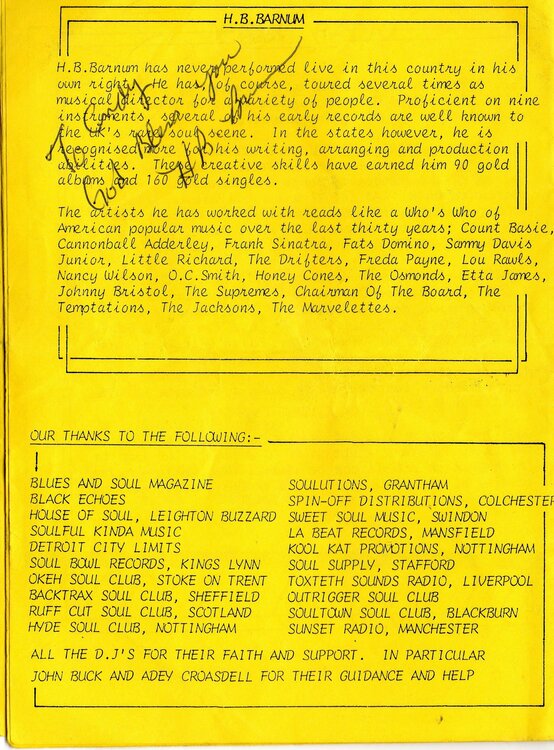 H.B.BARNUM
H.B.Barnum has never performed live in this country in his
own right. He has, of course, toured several times as
musical director for a variety of people. Proficient on nine
instruments, several of his early records are well known to
the UK's rare soul scene. In the states however, he is
recognised more for his writing, arranging and production
abilities. These creative skills have earned him 90 gold
albums and 160 gold singles.
To Andy
God Bless you
HB Barnum
The artists he has worked with reads like a Who's Who of
American popular music over the last thirty years; Count Basie,
Cannonball Adderley, Frank Sinatra, Fats Domino, Sammy Davis
Junior, Little Richard, The Drifters, Freda Payne, Lou Rawls,
Nancy Wilson, O.C.Smith, Honey Cones, The Osmonds, Etta James,
Johnny Bristol, The Supremes, Chairman Of The Board, The
Temptations, The Jacksons, The Marvelettes.
OUR THANKS TO THE FOLLOWING:-
BLUES AND SOUL MAGAZINE
BLACK ECHOES
HOUSE OF SOUL, LEIGHTON BUZZARD
SOULFUL KINDA MUSIC
DETROIT CITY LIMITS
SOUL BOWL RECORDS, KINGS LYNN
OKEH SOUL CLUB, STOKE ON TRENT
BACKTRAX SOUL CLUB, SHEFFIELD
RUFF CUT SOUL CLUB, SCOTLAND
HYDE SOUL CLUB, NOTTINGHAM
SOULUTIONS, GRANTHAM
SPIN-OFF DISTRIBUTIONS, COLCHESTER
SWEET SOUL MUSIC, SWINDON
LA BEAT RECORDS, MANSFIELD
KOOL KAT PROMOTIONS, NOTTINGHAM
SOUL SUPPLY, STAFFORD
TOXTETH SOUNDS RADIO, LIVERPOOL
OUTRIGGER SOUL CLUB
SOULTOWN SOUL CLUB, BLACKBURN
SUNSET RADIO, MANCHESTER
ALL THE D.J'S FOR THEIR FAITH AND SUPPORT. IN PARTICULAR
JOHN BUCK AND ADEY CROASDELL FOR THEIR GUIDANCE AND HELP